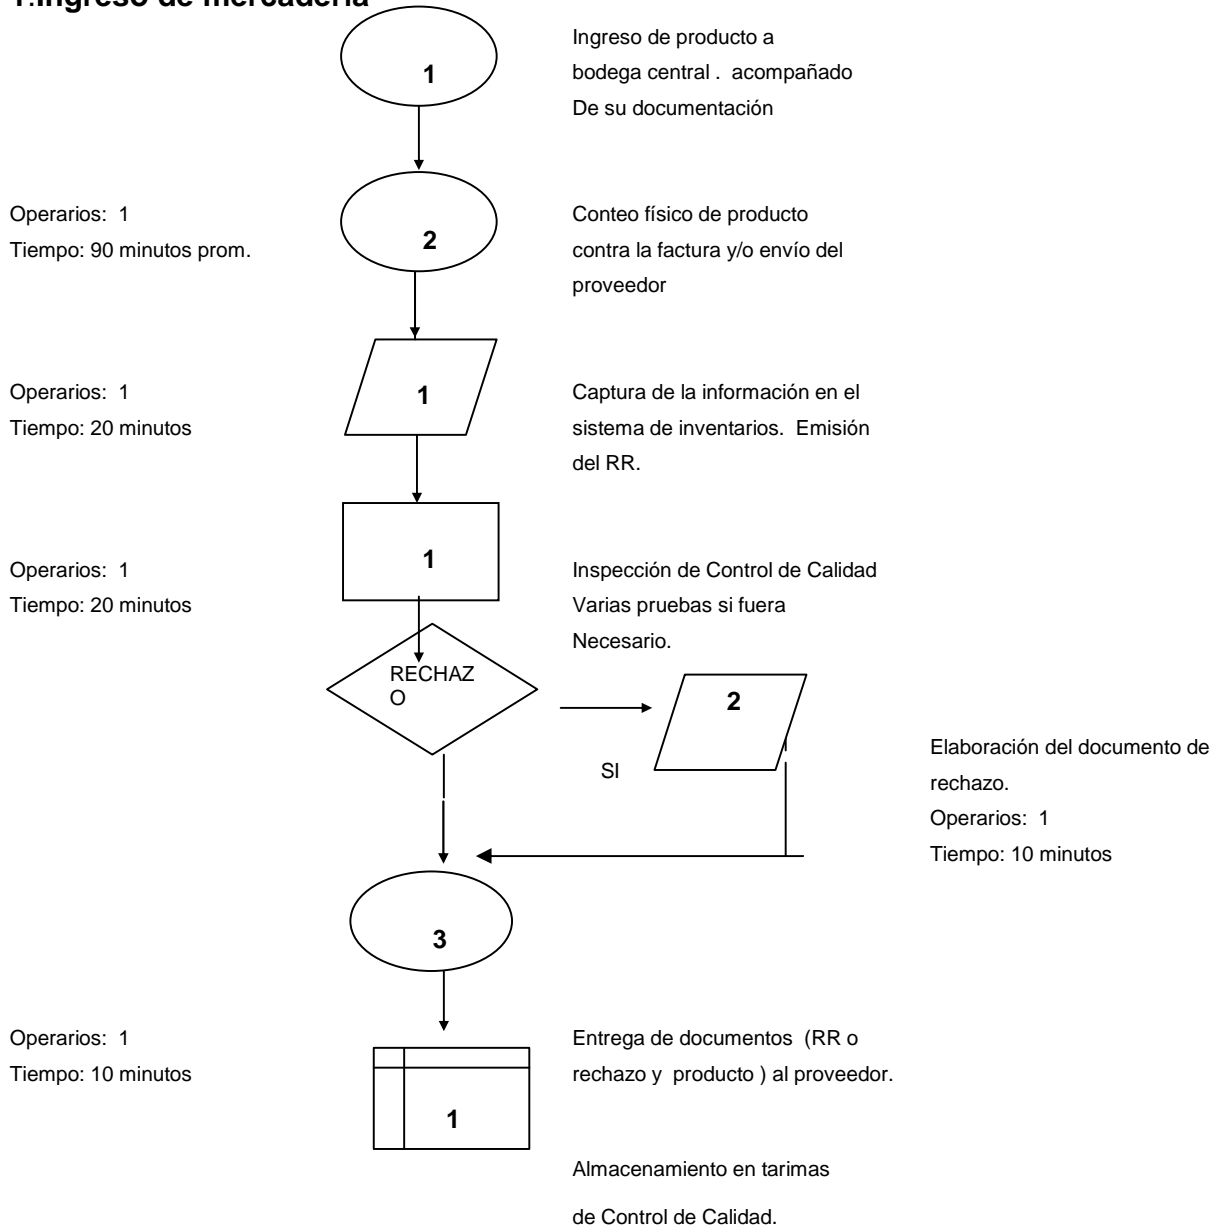 1.Ingreso de mercadería
1
Ingreso de producto a
bodega central .  acompañado
De su documentación
Operarios:  1
Tiempo: 90 minutos prom.
2
Conteo físico de producto
contra la factura y/o envío del
proveedor
Operarios:  1
Tiempo: 20 minutos
1
Captura de la información en el
sistema de inventarios.  Emisión
del RR.
Operarios:  1
Tiempo: 20 minutos
1
Inspección de Control de Calidad
Varias pruebas si fuera
Necesario.
RECHAZ
O
SI
2
Elaboración del documento de
rechazo.
Operarios:  1
Tiempo: 10 minutos
3
Operarios:  1
Tiempo: 10 minutos
Entrega de documentos  (RR o
rechazo y  producto ) al proveedor.
1
Almacenamiento en tarimas
de Control de Calidad.